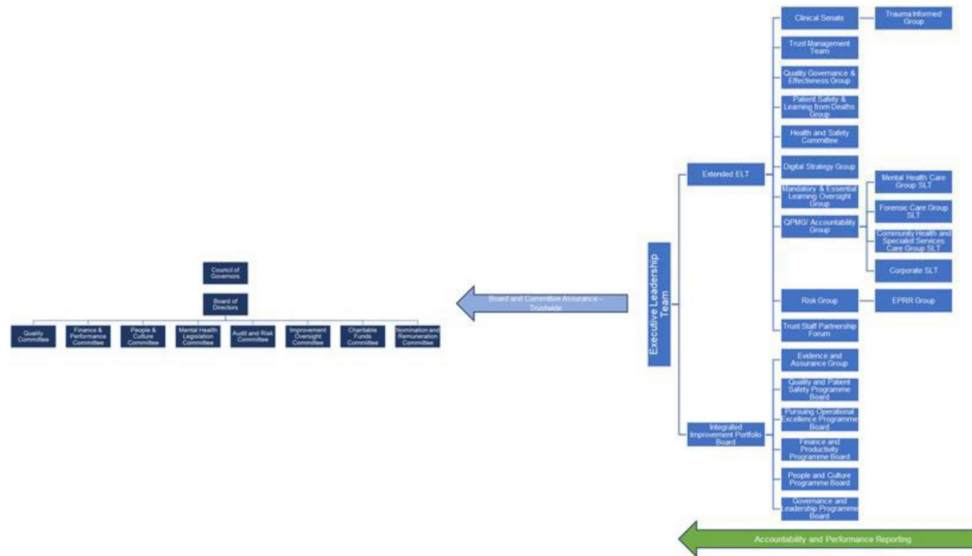 Clinical Senate
Trauma Informed
Group
Trust Management
Team
Quality Governance &
Effectivness Group
Patient Safety &
Learning from Deaths
Group
Health and Safety
Committee
Digital Strategy Group
Extended ELT
Mandatory & Essential
Learning Oversight
Group
QPMG/ Accountability
Group
Mental Health Care
Group SLT
Forensic Care Group
SLT
Community Health and
Specialist Services
Care Group SLT
Corporate SLT
Risk Group
EPRR Group
Trust Staff Partnership
Forum
Executive Leadership
Team
Board and Committee Assurance –
Trustwide
Council of
Governors
Board of
Directors
Quality
Committee
Finance &
Performance
Committee
People &
Culture
Committee
Mental Health
Legislation
Committee
Audit and Risk
Committee
Improvement
Oversight
Committee
Charitable
Funds
Committee
Nomination and
Remuneration
Committee
Integrated
Improvement Portfolio
Board
Evidence and
Assurance Group
Quality and Patient
Safety Programme
Board
Pursuing Operational
Excellence Programme
Board
Finance and
Productivity
Programme Board
People and Culture
Programme Board
Governance and
Leadership Programme
Board
Accountability and Performance Reporting